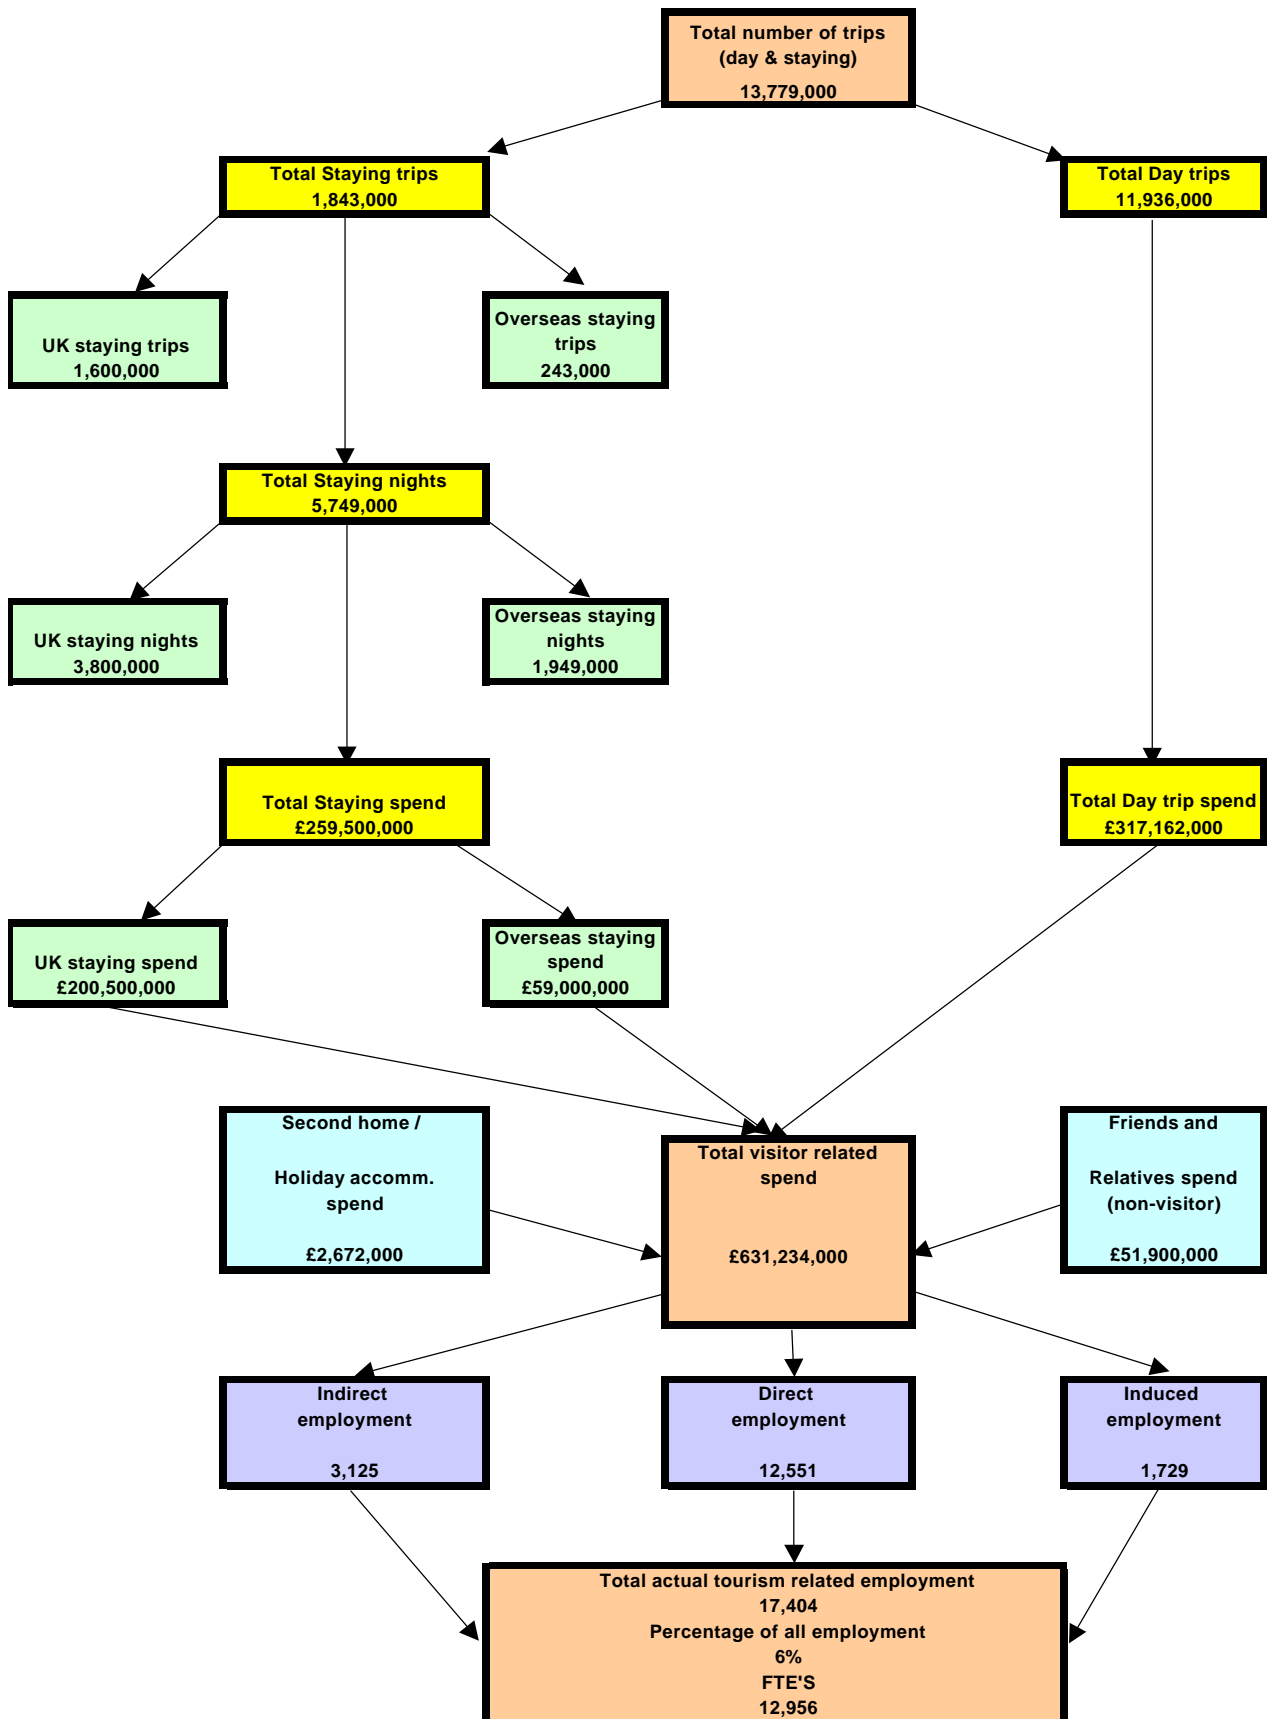 Total number of trips
(day & staying)
13,779,000
Total Staying trips
1,843,000
Total Day trips
11,936,000
UK staying trips
1,600,000
Overseas staying
trips
243,000
Total Staying nights
5,749,000
UK staying nights
3,800,000
Overseas staying
nights
1,949,000
Total Staying spend
£259,500,000
Total Day trip spend
£317,162,000
UK staying spend
£200,500,000
Overseas staying
spend
£59,000,000
Second home /
Holiday accomm.
spend
£2,672,000
Total visitor related
spend
£631,234,000
Friends and
Relatives spend
(non-visitor)
£51,900,000
Indirect
employment
3,125
Direct
employment
12,551
Induced
employment
1,729
Total actual tourism related employment
17,404
Percentage of all employment
6%
FTE'S
12,956